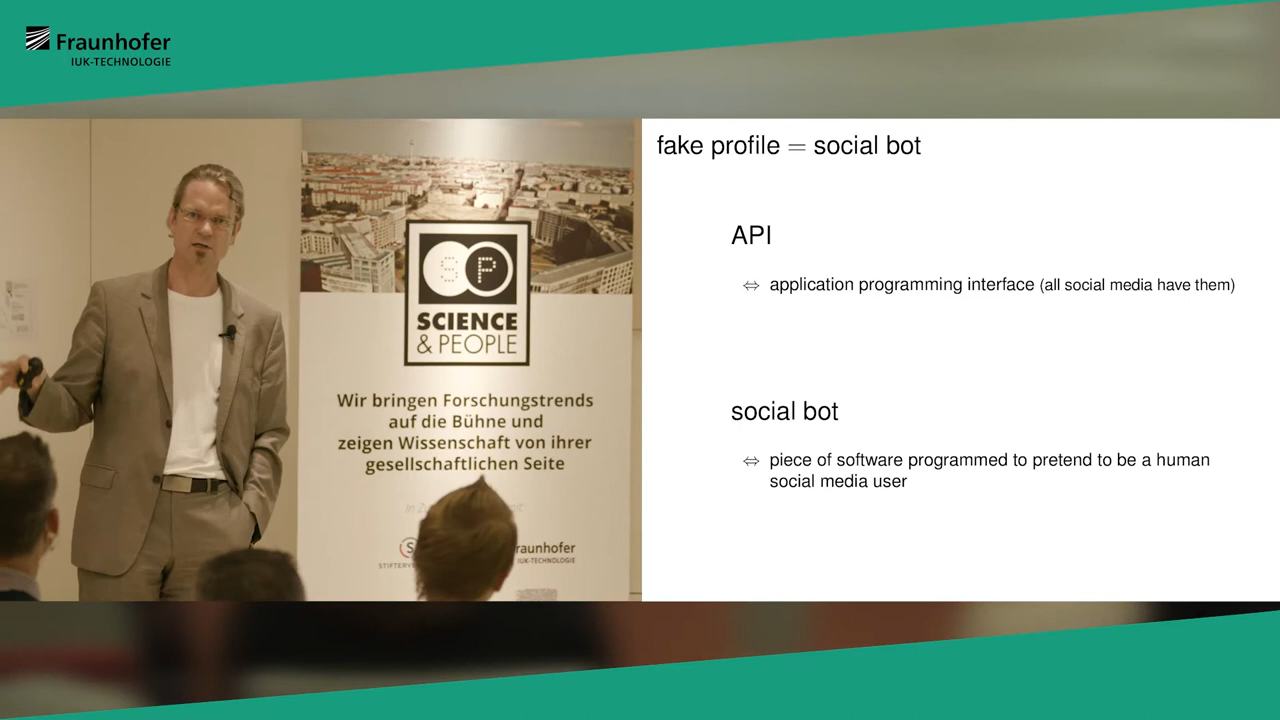 Fraunhofer
IUK-TECHNOLOGIE
SP
SCIENCE
& PEOPLE
Wir bringen Forschungstrends
auf die Bühne und
zeigen Wissenschaft von ihrer
gesellschaftlichen Seite
raunhofer
IUK-TECHNOLOGIE
fake profile = social bot
API
⇔ application programming interface (all social media have them)
social bot
⇔ piece of software programmed to pretend to be a human
social media user